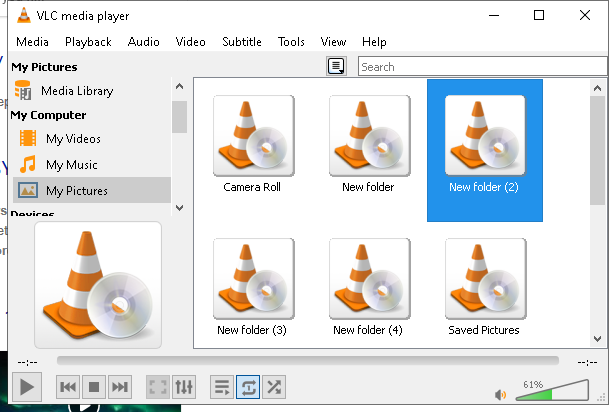 VLC media player
Media Playback Audio Video Subtitle Tools View Help
My Pictures
Search
Media Library
My Computer
My Videos
My Music
My Pictures
Devices
Camera Roll
New folder
New folder (2)
New folder (3)
New folder (4)
Saved Pictures
--:--
--:--
61%